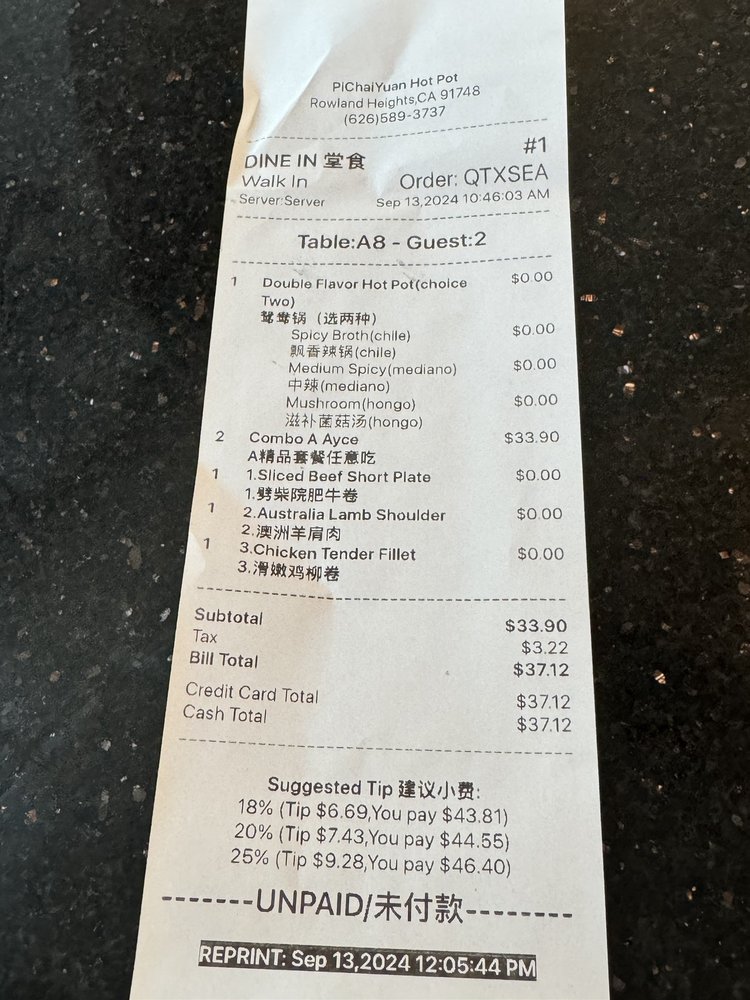 PiChaiYuan Hot Pot
Rowland Heights,CA 91748
(626)589-3737
#1
DINE IN 堂食
Walk In
Order: QTXSEA
Server:Server
Sep 13,2024 10:46:03 AM
Table:A8 - Guest:2
1 Double Flavor Hot Pot(choice $0.00
Two)
鸳鸯锅（选两种）
Spicy Broth(chile) $0.00
飘香辣锅(chile)
Medium Spicy(mediano) $0.00
中辣(mediano)
Mushroom(hongo) $0.00
滋补菌菇汤(hongo)
2 Combo A Ayce $33.90
A精品套餐任意吃
1 1.Sliced Beef Short Plate $0.00
1.劈柴院肥牛卷
1 2.Australia Lamb Shoulder $0.00
2.澳洲羊肩肉
1 3.Chicken Tender Fillet $0.00
3.滑嫩鸡柳卷
Subtotal $33.90
Tax $3.22
Bill Total $37.12
Credit Card Total $37.12
Cash Total $37.12
Suggested Tip 建议小费:
18% (Tip $6.69,You pay $43.81)
20% (Tip $7.43,You pay $44.55)
25% (Tip $9.28,You pay $46.40)
-------UNPAID/未付款--------
REPRINT: Sep 13,2024 12:05:44 PM